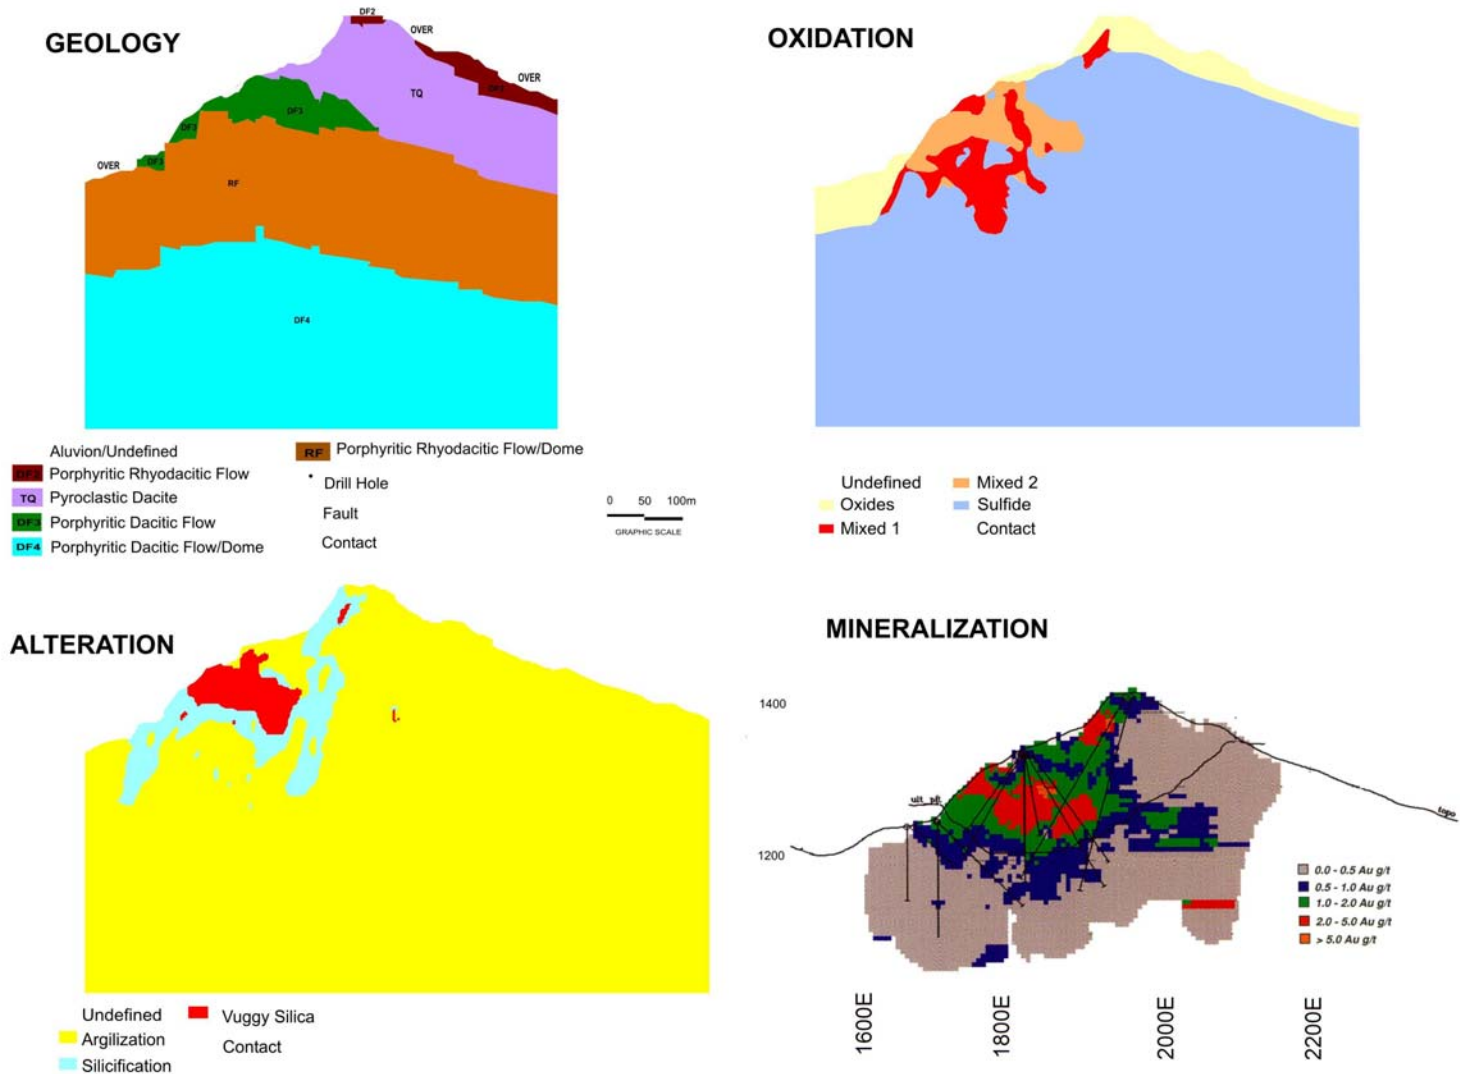 GEOLOGY
DF2
OVER
OVER
DF2
TQ
DF3
DF3
DF3
OVER
RF
DF4
Aluvion/Undefined
DF2 Porphyritic Rhyodacitic Flow
TQ Pyroclastic Dacite
DF3 Porphyritic Dacitic Flow
DF4 Porphyritic Dacitic Flow/Dome
RF Porphyritic Rhyodacitic Flow/Dome
Drill Hole
Fault
Contact
0 50 100m
GRAPHIC SCALE
OXIDATION
Undefined
Oxides
Mixed 1
Mixed 2
Sulfide
Contact
ALTERATION
Undefined
Argilization
Silicification
Vuggy Silica
Contact
MINERALIZATION
1400
1200
ult pit
topo
0.0 - 0.5 Au g/t
0.5 - 1.0 Au g/t
1.0 - 2.0 Au g/t
2.0 - 5.0 Au g/t
> 5.0 Au g/t
1600E
1800E
2000E
2200E